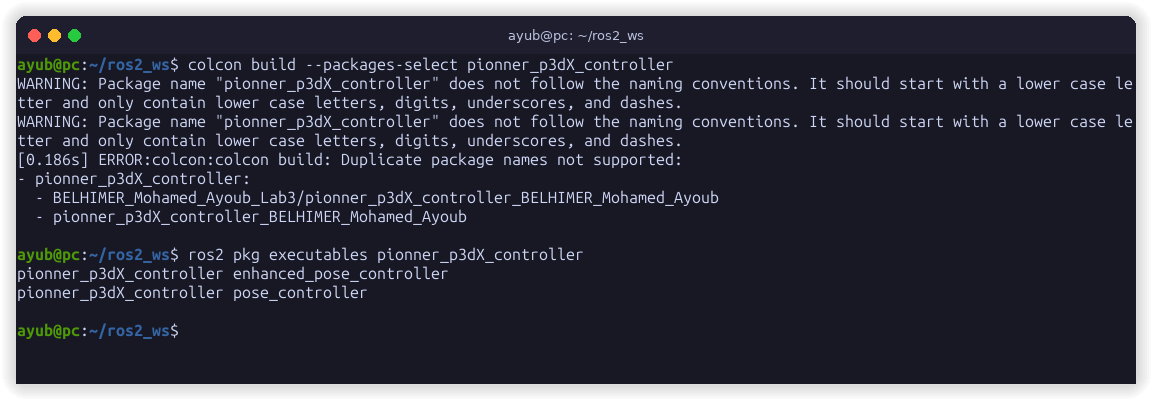 ayub@pc: ~/ros2_ws
ayub@pc:~/ros2_ws$ colcon build --packages-select pionner_p3dX_controller
WARNING: Package name "pionner_p3dX_controller" does not follow the naming conventions. It should start with a lower case le
tter and only contain lower case letters, digits, underscores, and dashes.
WARNING: Package name "pionner_p3dX_controller" does not follow the naming conventions. It should start with a lower case le
tter and only contain lower case letters, digits, underscores, and dashes.
[0.186s] ERROR:colcon:colcon build: Duplicate package names not supported:
- pionner_p3dX_controller:
  - BELHIMER_Mohamed_Ayoub_Lab3/pionner_p3dX_controller_BELHIMER_Mohamed_Ayoub
  - pionner_p3dX_controller_BELHIMER_Mohamed_Ayoub
ayub@pc:~/ros2_ws$ ros2 pkg executables pionner_p3dX_controller
pionner_p3dX_controller enhanced_pose_controller
pionner_p3dX_controller pose_controller
ayub@pc:~/ros2_ws$